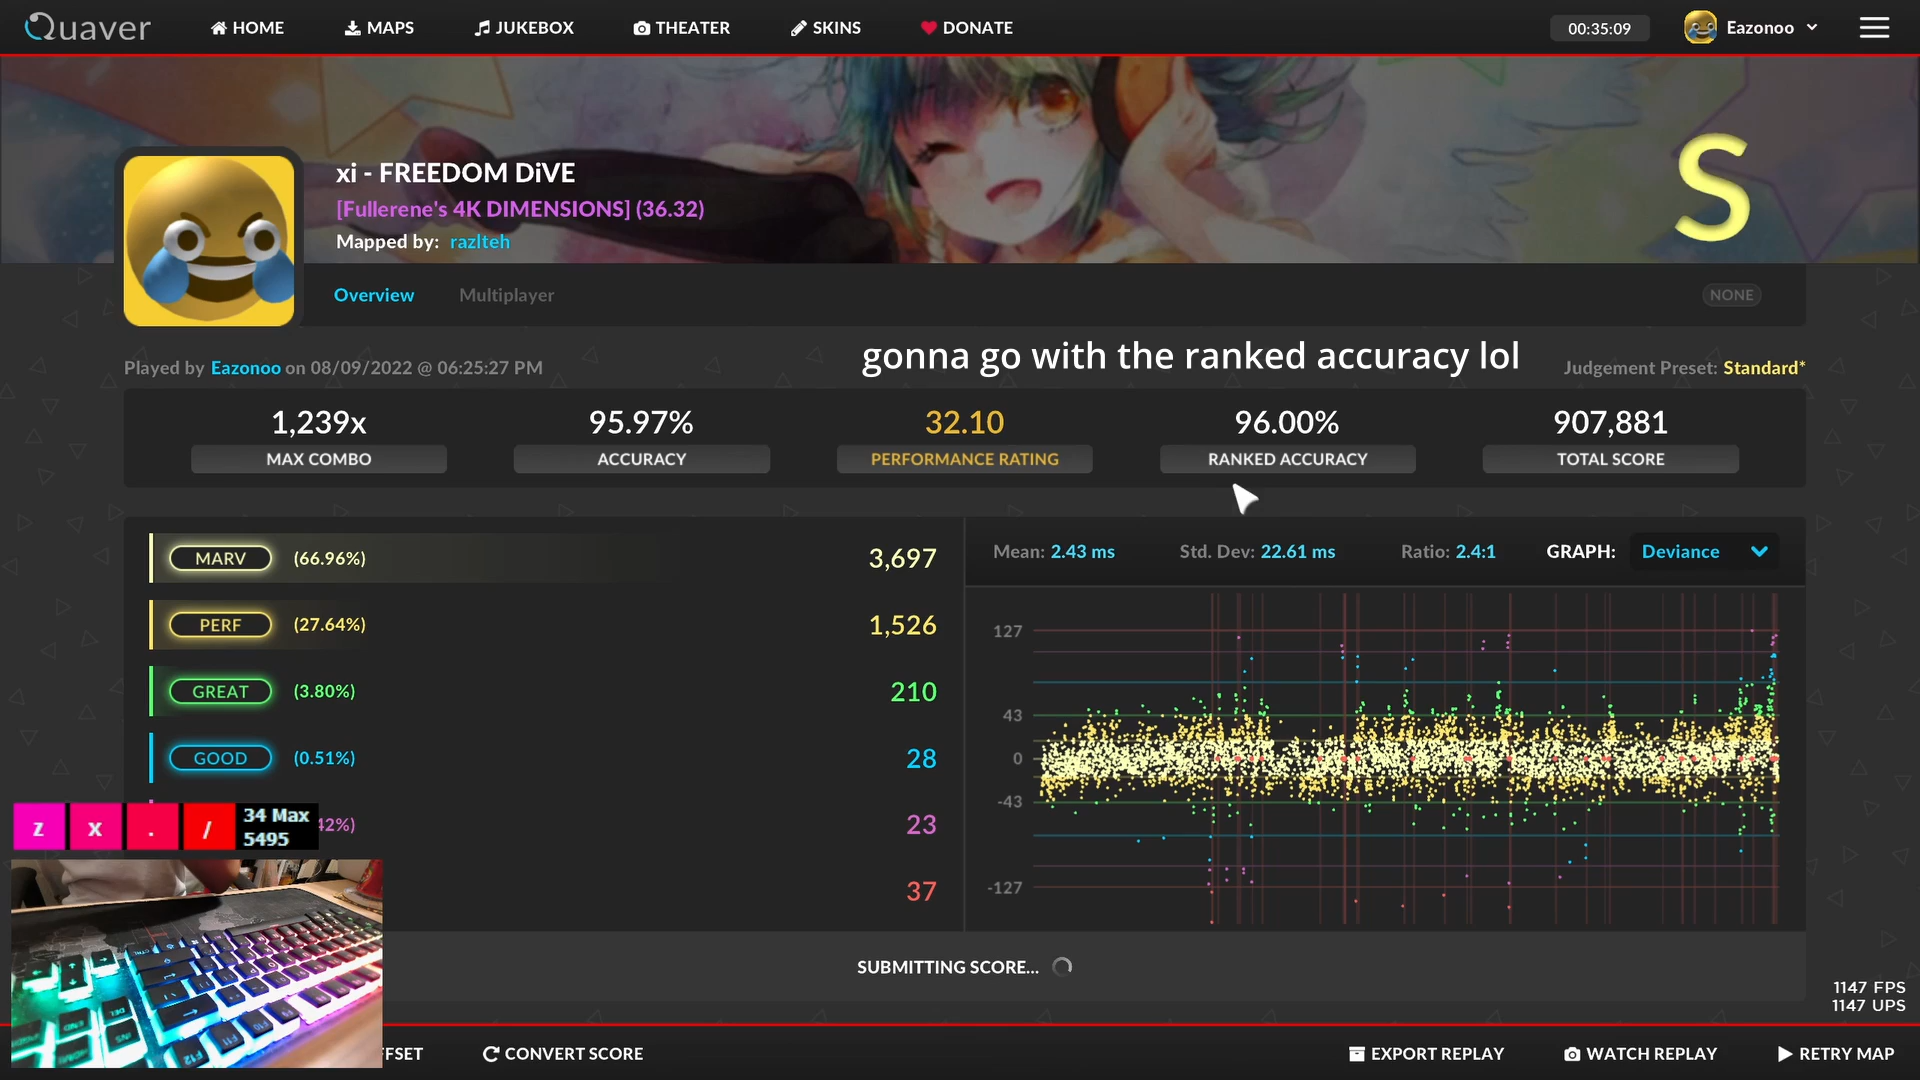 Quaver
HOME
MAPS
JUKEBOX
THEATER
SKINS
DONATE
00:35:09
Eazonoo
xi - FREEDOM DiVE
[Fullerene's 4K DIMENSIONS] (36.32)
Mapped by: razlteh
S
Overview
Multiplayer
NONE
Played by Eazonoo on 08/09/2022 @ 06:25:27 PM
gonna go with the ranked accuracy lol
Judgement Preset: Standard*
1,239x
MAX COMBO
95.97%
ACCURACY
32.10
PERFORMANCE RATING
96.00%
RANKED ACCURACY
907,881
TOTAL SCORE
MARV (66.96%) 3,697
PERF (27.64%) 1,526
GREAT (3.80%) 210
GOOD (0.51%) 28
42%) 23
37
Mean: 2.43 ms
Std. Dev: 22.61 ms
Ratio: 2.4:1
GRAPH: Deviance
127
43
0
-43
-127
z
x
.
/
34 Max
5495
SUBMITTING SCORE...
1147 FPS
1147 UPS
FFSET
CONVERT SCORE
EXPORT REPLAY
WATCH REPLAY
RETRY MAP